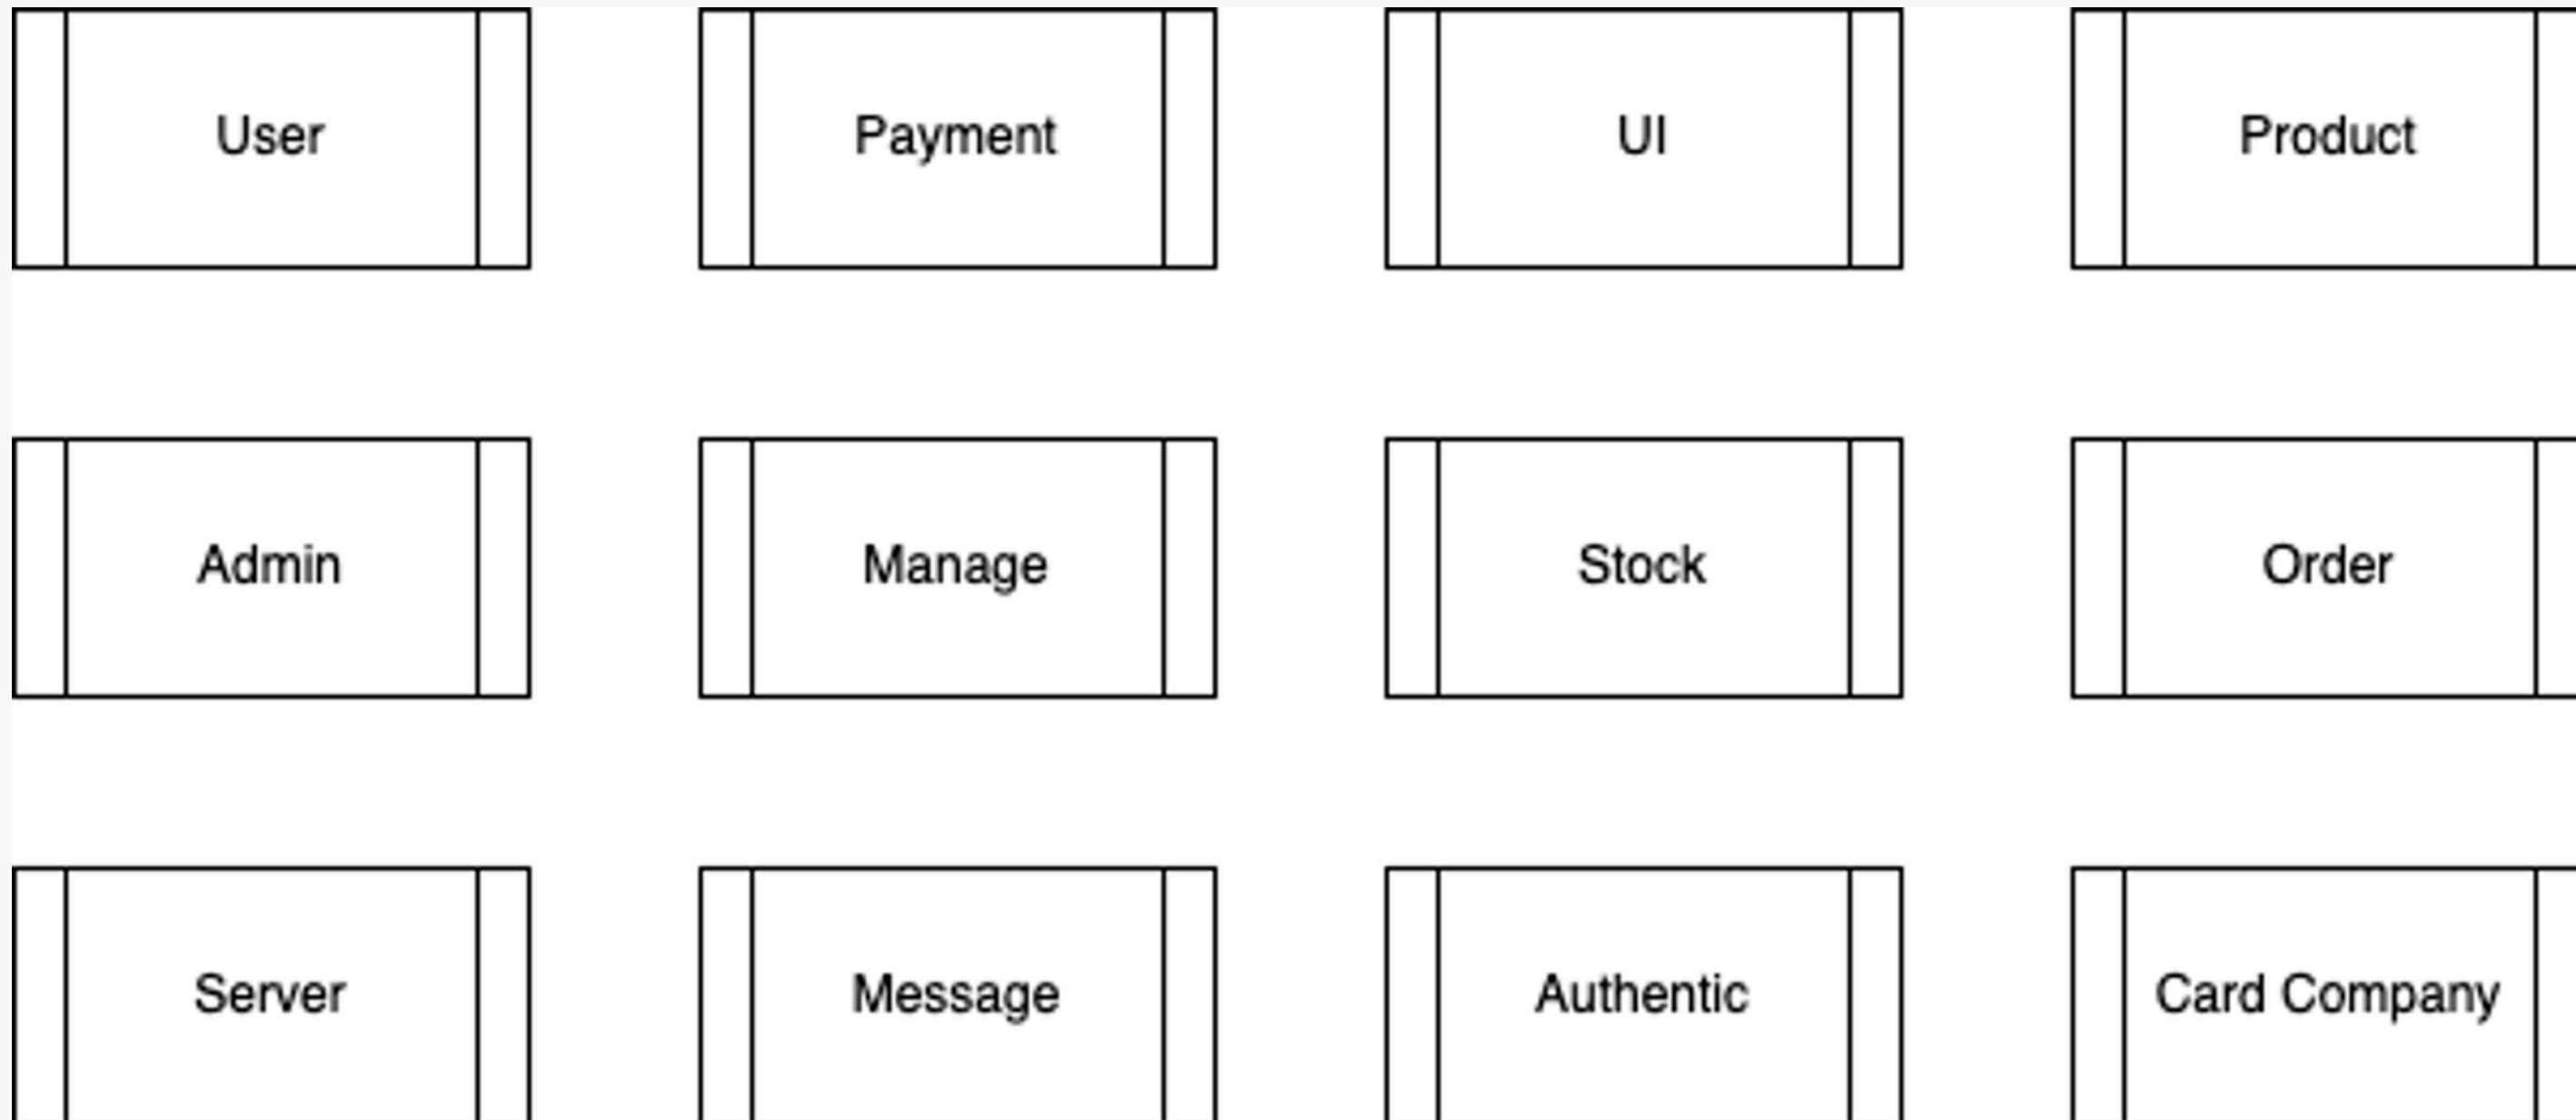 User
Payment
UI
Product
Admin
Manage
Stock
Order
Server
Message
Authentic
Card Company